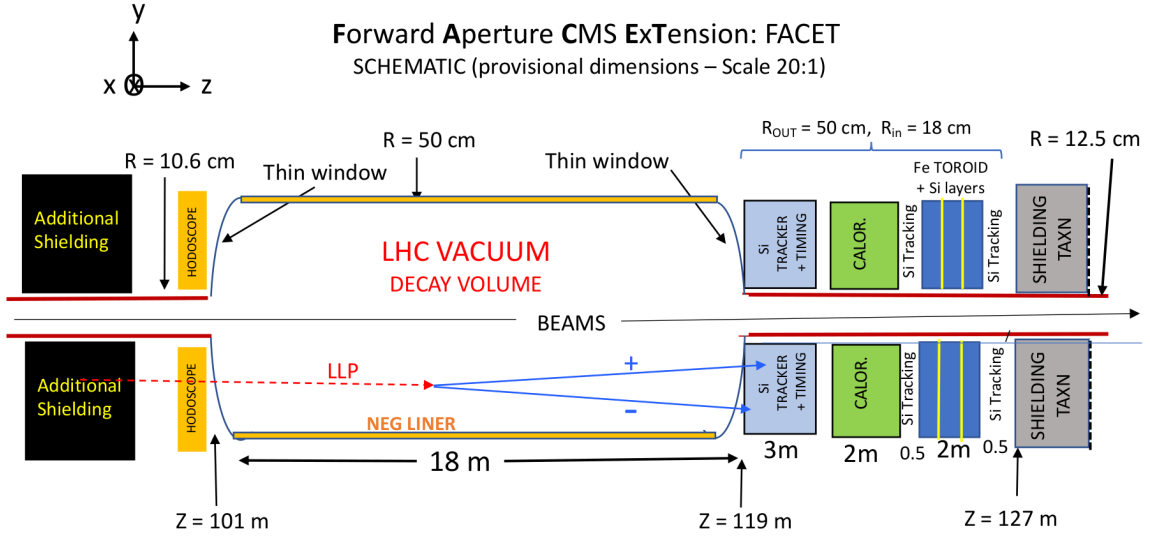 y
x
z
Forward Aperture CMS ExTension: FACET
SCHEMATIC (provisional dimensions – Scale 20:1)
R = 10.6 cm
Thin window
R = 50 cm
Thin window
ROUT = 50 cm, Rin = 18 cm
R = 12.5 cm
Fe TOROID
+ Si layers
Additional
Shielding
HODOSCOPE
LHC VACUUM
DECAY VOLUME
Si
TRACKER
+ TIMING
CALOR.
Si Tracking
Si Tracking
SHIELDING
TAXN
BEAMS
Additional
Shielding
HODOSCOPE
LLP
+
-
NEG LINER
Si
TRACKER
+ TIMING
CALOR.
Si Tracking
Si Tracking
SHIELDING
TAXN
18 m
3m
2m
0.5
2m
0.5
Z = 101 m
Z = 119 m
Z = 127 m